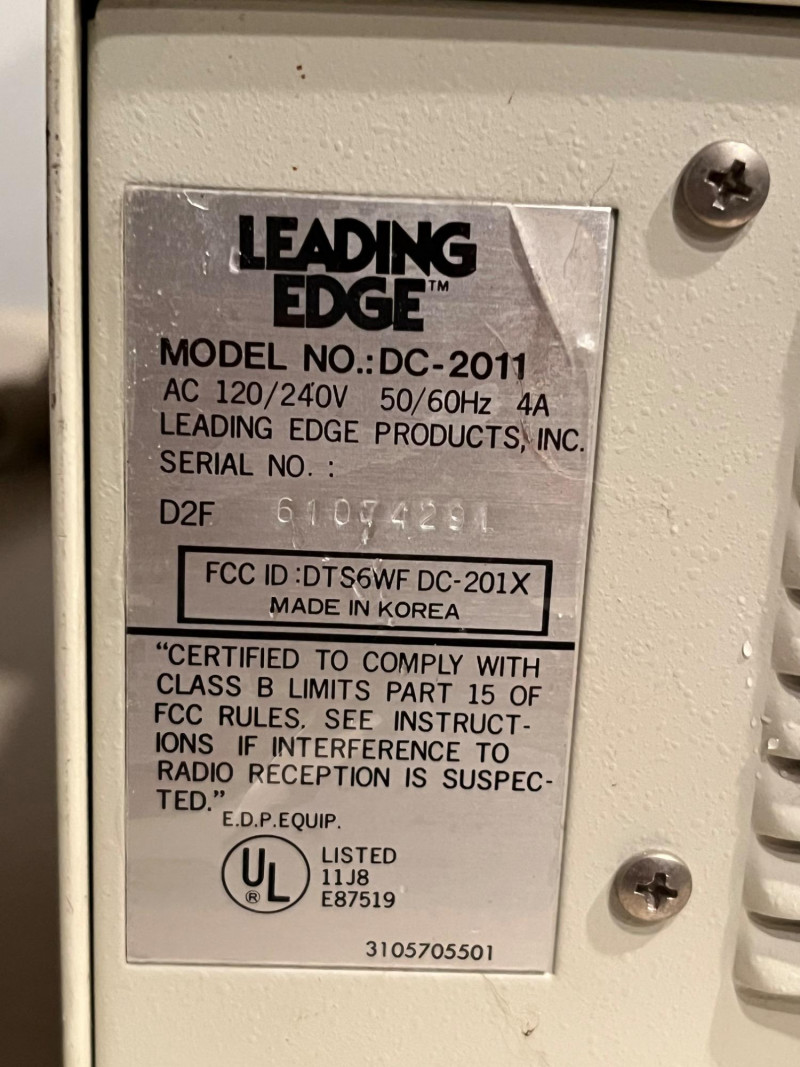 LEADING
EDGE™
MODEL NO.: DC-2011
AC 120/240V 50/60Hz 4A
LEADING EDGE PRODUCTS, INC.
SERIAL NO. :
D2F 61074291
FCC ID :DTS6WF DC-201X
MADE IN KOREA
“CERTIFIED TO COMPLY WITH
CLASS B LIMITS PART 15 OF
FCC RULES. SEE INSTRUCT-
IONS IF INTERFERENCE TO
RADIO RECEPTION IS SUSPEC-
TED.”
E.D.P.EQUIP.
UL ®
LISTED
11J8
E87519
3105705501